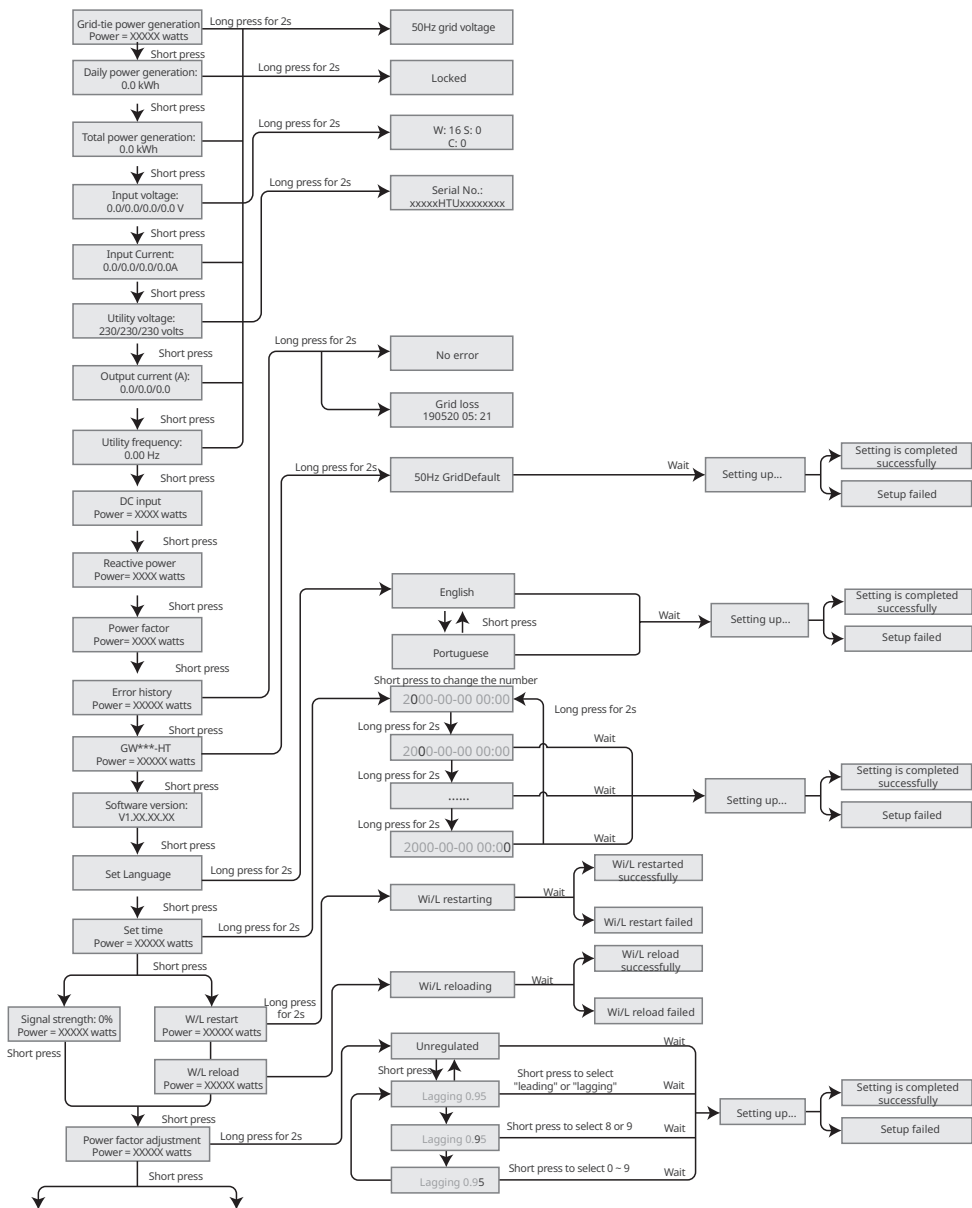 Grid-tie power generation
Power = XXXXX watts
Long press for 2s
50Hz grid voltage
Short press
Daily power generation:
0.0 kWh
Long press for 2s
Locked
Short press
Total power generation:
0.0 kWh
Long press for 2s
W: 16 S: 0
C: 0
Short press
Input voltage:
0.0/0.0/0.0/0.0 V
Long press for 2s
Serial No.:
xxxxxHTUxxxxxxxx
Short press
Input Current:
0.0/0.0/0.0/0.0A
Short press
Utility voltage:
230/230/230 volts
Short press
Long press for 2s
No error
Output current (A):
0.0/0.0/0.0
Grid loss
190520 05: 21
Short press
Utility frequency:
0.00 Hz
Long press for 2s
50Hz GridDefault
Wait
Setting up...
Setting is completed
successfully
Setup failed
Short press
DC input
Power = XXXX watts
Short press
Reactive power
Power= XXXX watts
Short press
Power factor
Power= XXXX watts
English
Short press
Portuguese
Wait
Setting up...
Setting is completed
successfully
Setup failed
Short press
Error history
Power = XXXXX watts
Short press to change the number
2000-00-00 00:00
Long press for 2s
Short press
GW***-HT
Power = XXXXX watts
Long press for 2s
2000-00-00 00:00
Wait
Short press
Software version:
V1.XX.XX.XX
Long press for 2s
......
Wait
Setting up...
Setting is completed
successfully
Setup failed
Long press for 2s
2000-00-00 00:00
Wait
Short press
Set Language
Long press for 2s
Wi/L restarting
Wait
Wi/L restarted
successfully
Wi/L restart failed
Short press
Set time
Power = XXXXX watts
Long press for 2s
Short press
Wi/L reloading
Wait
Wi/L reload
successfully
Wi/L reload failed
Signal strength: 0%
Power = XXXXX watts
W/L restart
Power = XXXXX watts
Long press
for 2s
Short press
W/L reload
Power = XXXXX watts
Unregulated
Wait
Short press
Lagging 0.95
Short press to select
"leading" or "lagging"
Wait
Setting up...
Setting is completed
successfully
Setup failed
Short press
Power factor adjustment
Power = XXXXX watts
Long press for 2s
Lagging 0.95
Short press to select 8 or 9
Wait
Lagging 0.95
Short press to select 0 ~ 9
Wait
Short press